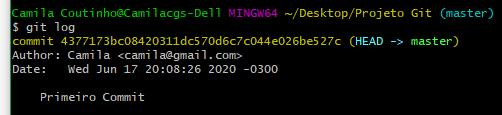 Camila Coutinho@Camilacgs-Dell MINGW64 ~/Desktop/Projeto Git (master)
$ git log
commit 4377173bc08420311dc570d6c7c044e026be527c (HEAD -> master)
Author: Camila <camila@gmail.com>
Date:   Wed Jun 17 20:08:26 2020 -0300
    Primeiro Commit